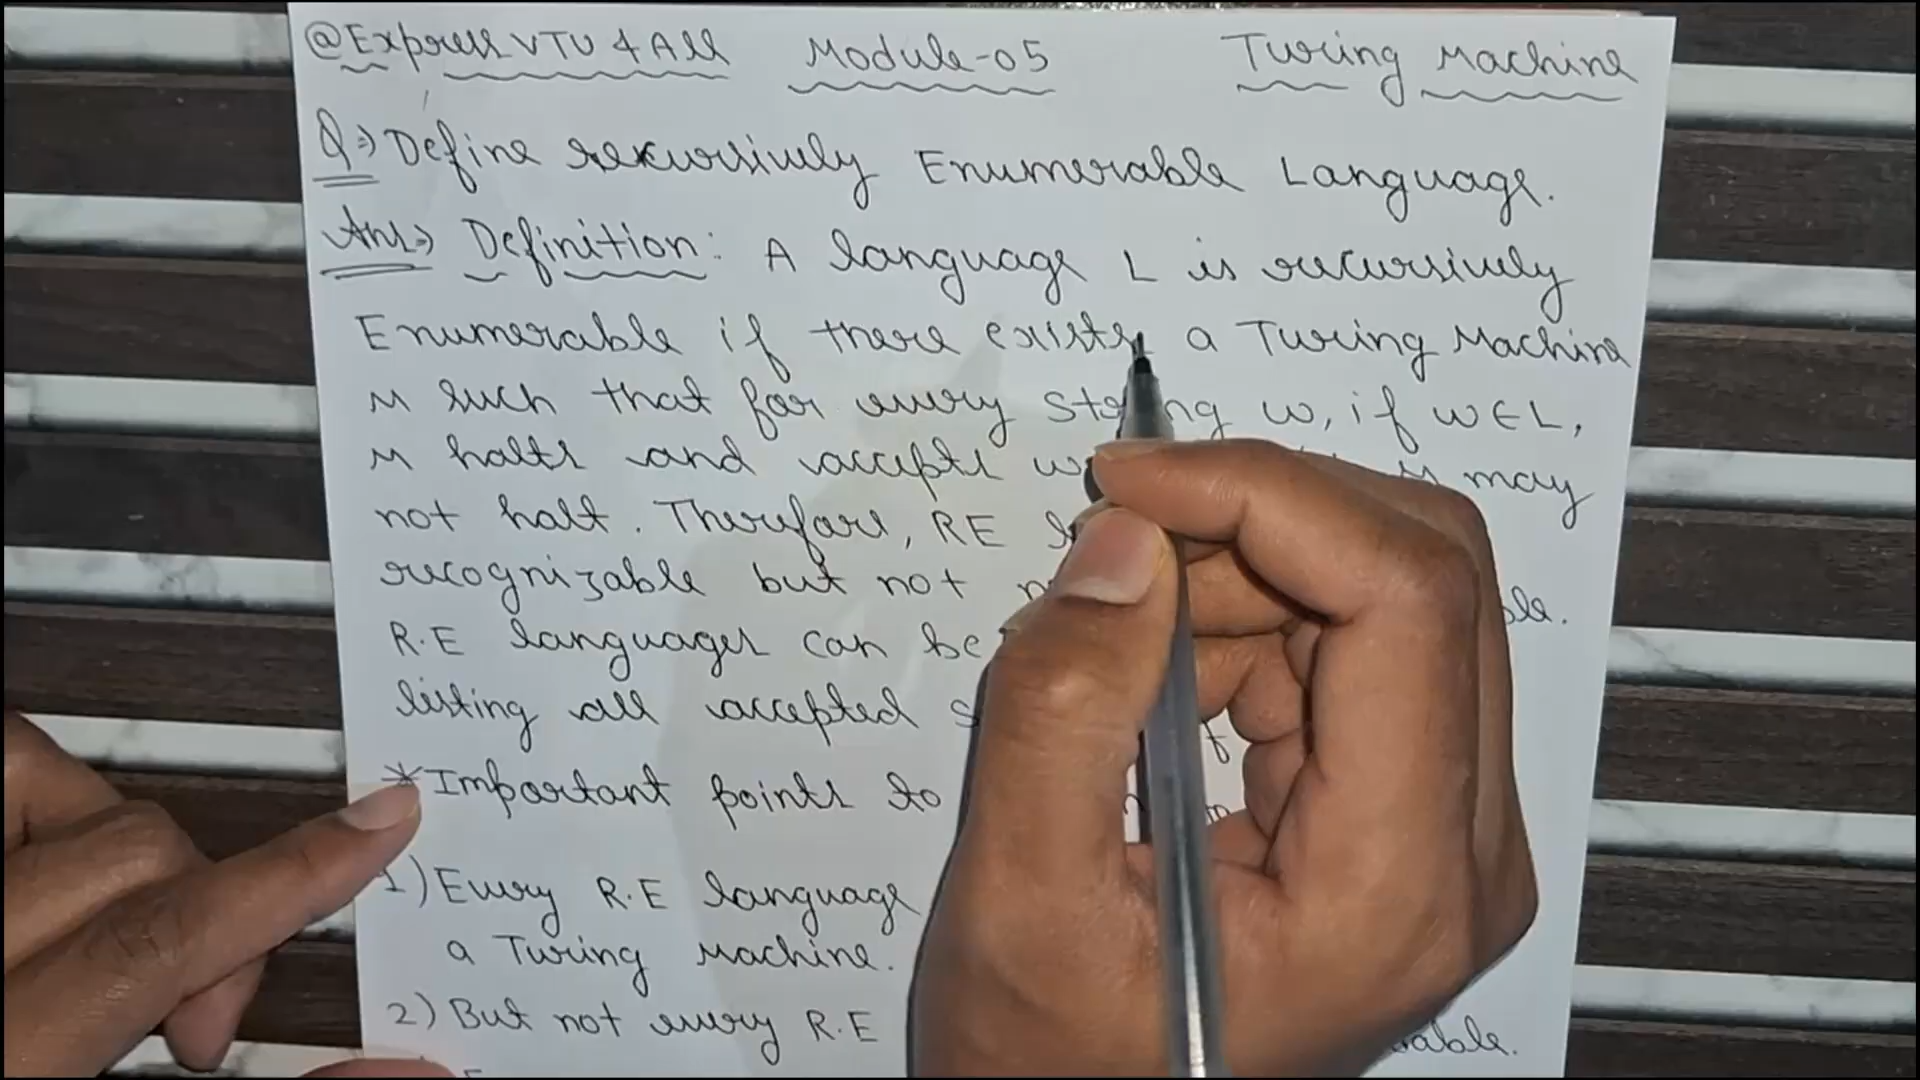 @Express VTU 4 All Module-05 Turing Machine
Q⇒ Define recursively Enumerable Language.
Ans⇒ Definition: A language L is recursively
Enumerable if there exists a Turing Machine
M such that for every string w, if w∈L,
M halts and accepts w may
not halt. Therefore, RE
recognizable but not
R.E languages can be
listing all accepted
*Important points to
1) Every R.E language
a Turing Machine.
2) But not every R.E